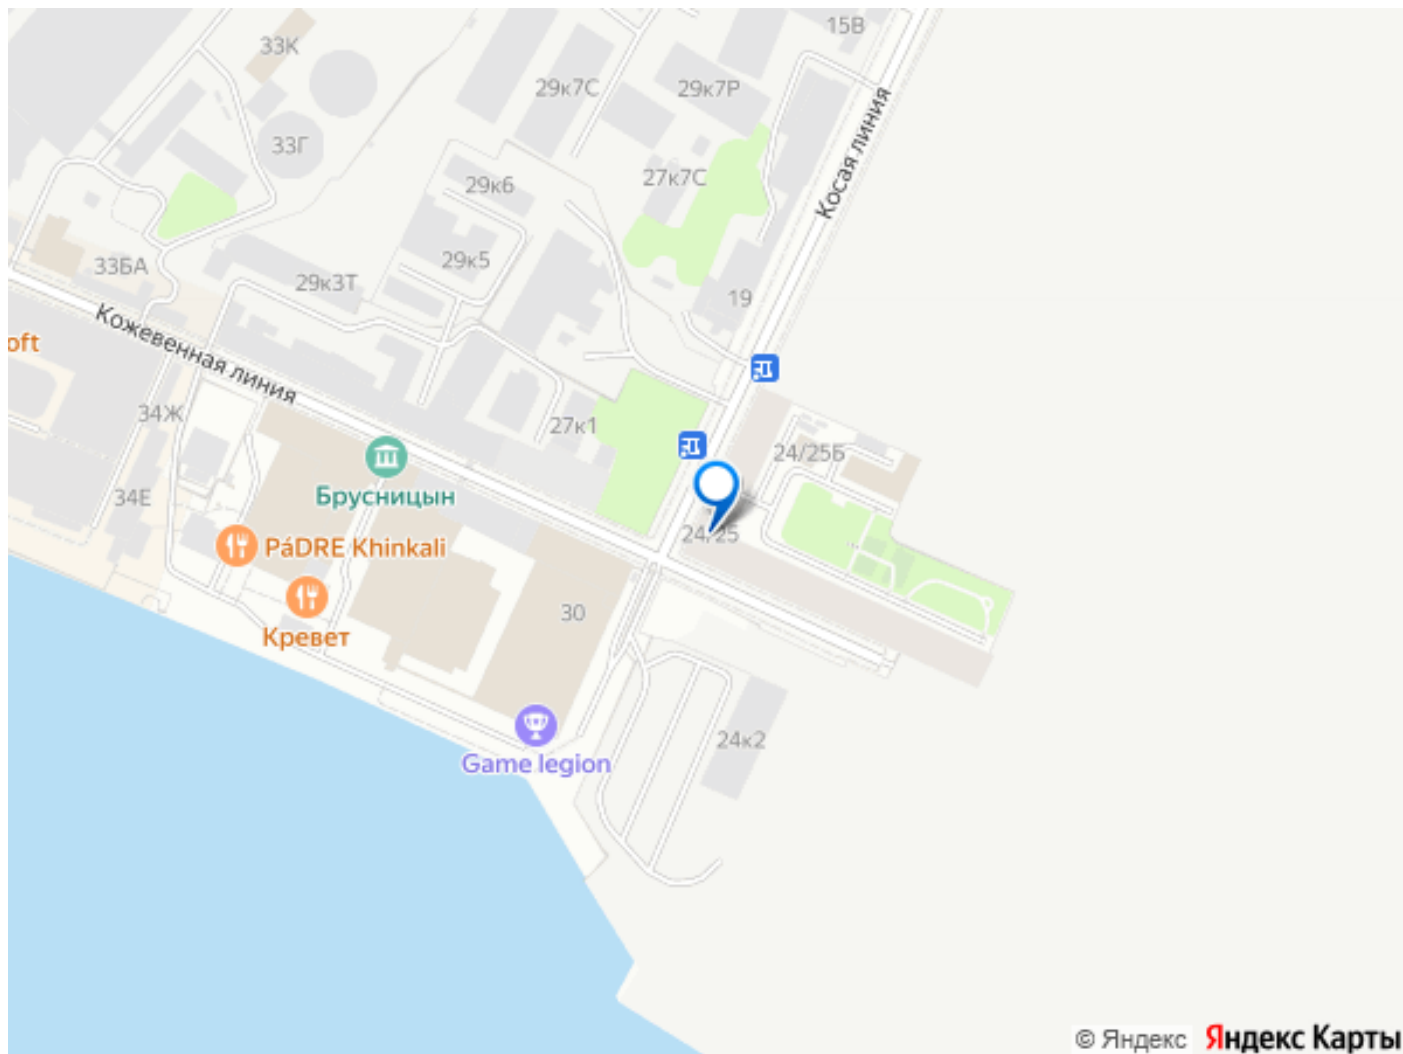 15В
33К
29к7С
29к7Р
Косая линия
33Г
27к7С
29к6
29к5
33БА
29к3Т
19
Кожевенная линия
oft
34Ж
27к1
24/25Б
Брусницын
34Е
24/25
PáDRE Khinkali
30
Кревет
24к2
Game legion
© Яндекс Яндекс Карты